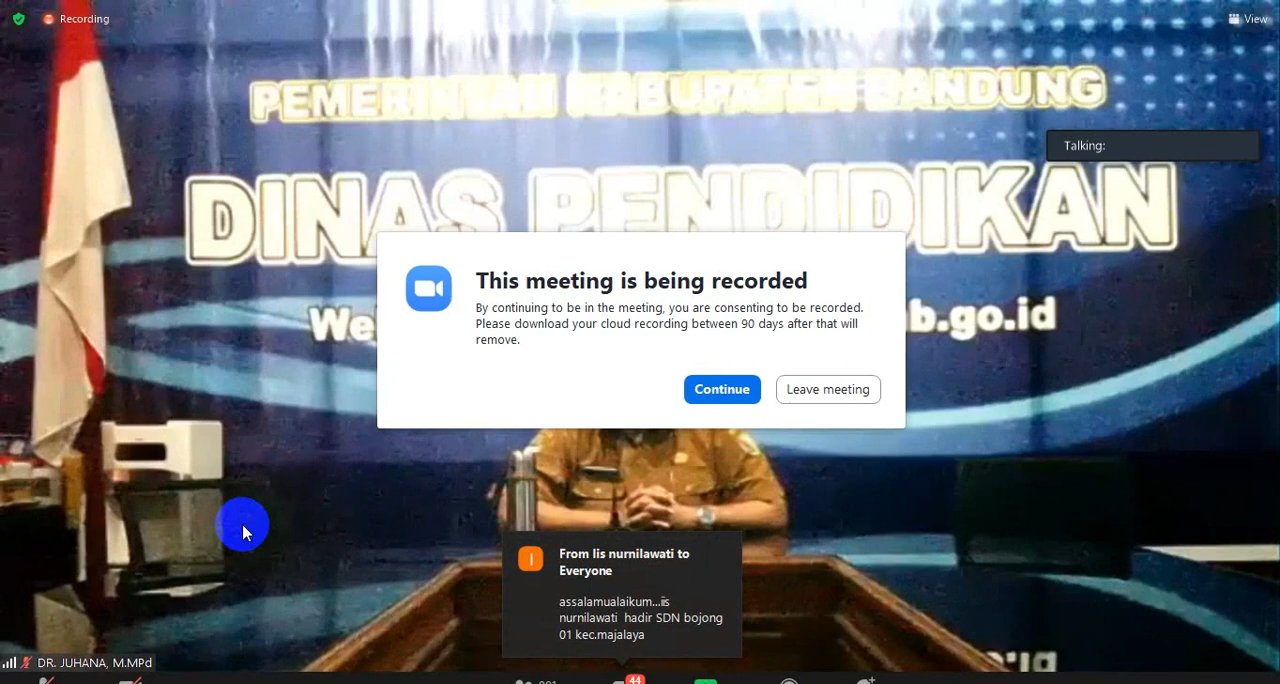 Recording
View
PEMERINTAH KABUPATEN BANDUNG
Talking:
DINAS PENDIDIKAN
This meeting is being recorded
By continuing to be in the meeting, you are consenting to be recorded.
Please download your cloud recording between 90 days after that will
remove.
We
b.go.id
Continue
Leave meeting
From Iis nurnilawati to
Everyone
assalamualaikum...iis
nurnilawati hadir SDN bojong
01 kec.majalaya
DR. JUHANA, M.MPd
44